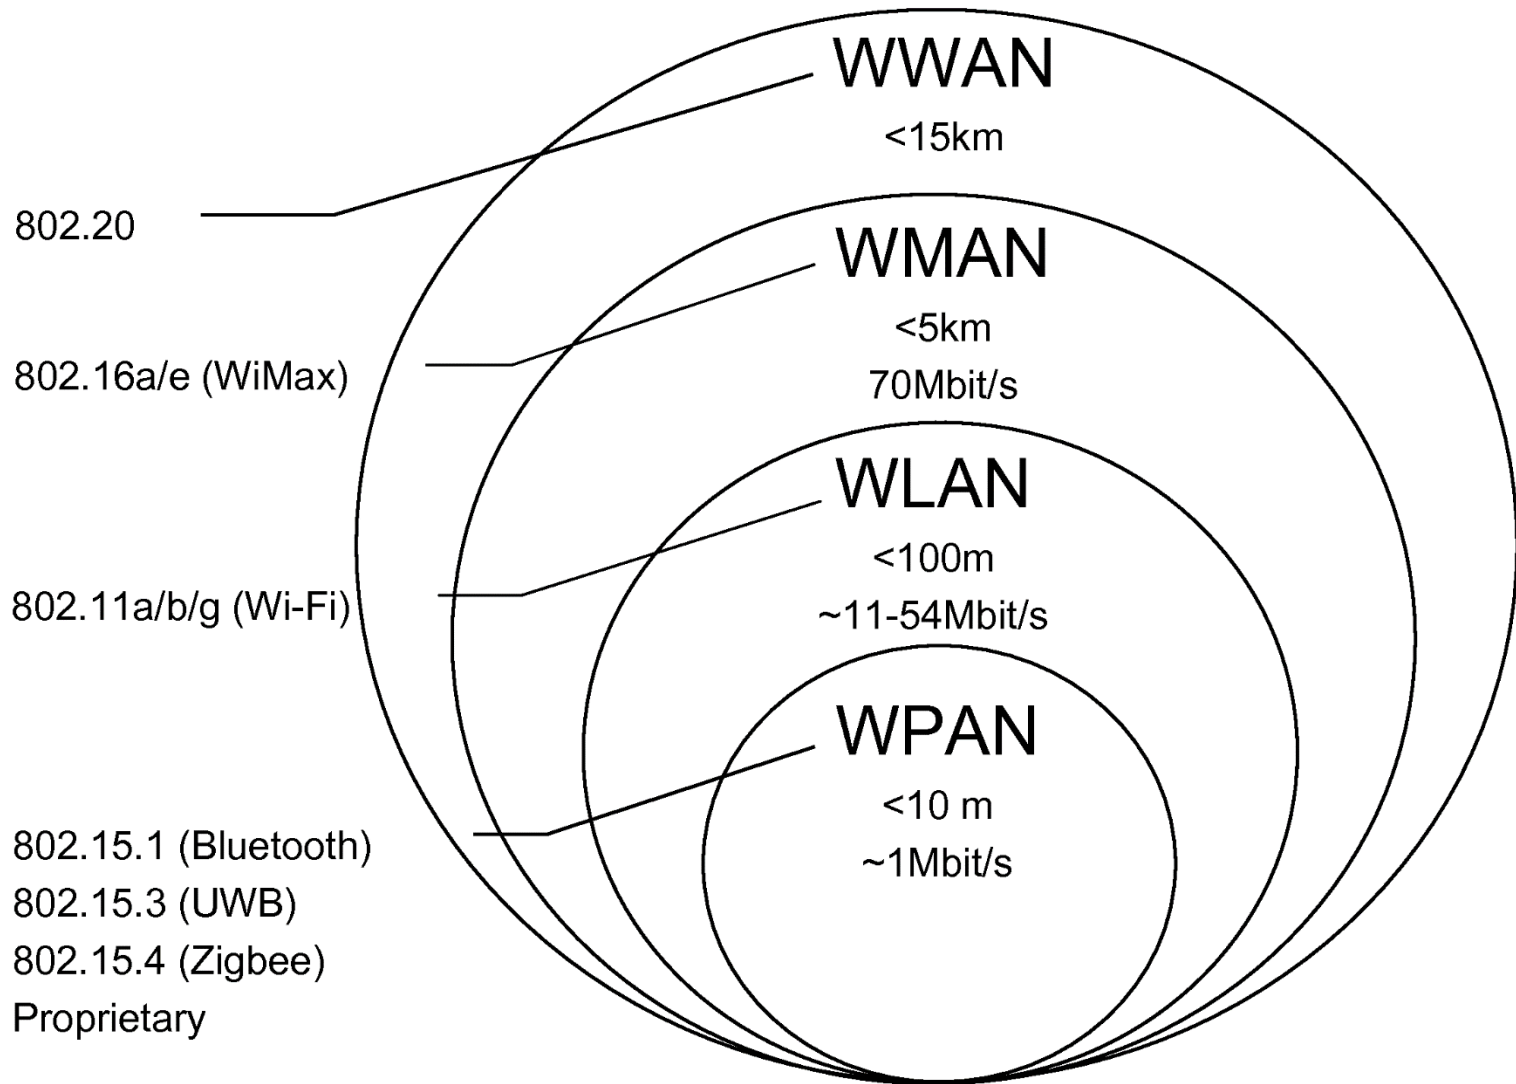 WWAN
<15km
802.20
WMAN
<5km
70Mbit/s
802.16a/e (WiMax)
WLAN
<100m
~11-54Mbit/s
802.11a/b/g (Wi-Fi)
WPAN
<10 m
~1Mbit/s
802.15.1 (Bluetooth)
802.15.3 (UWB)
802.15.4 (Zigbee)
Proprietary